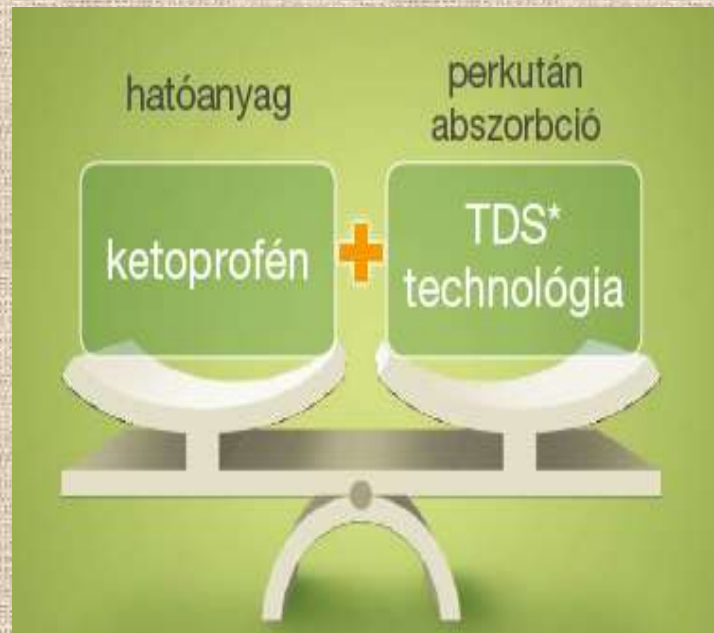 hatóanyag
perkután
abszorbció
ketoprofén
+
TDS*
technológia